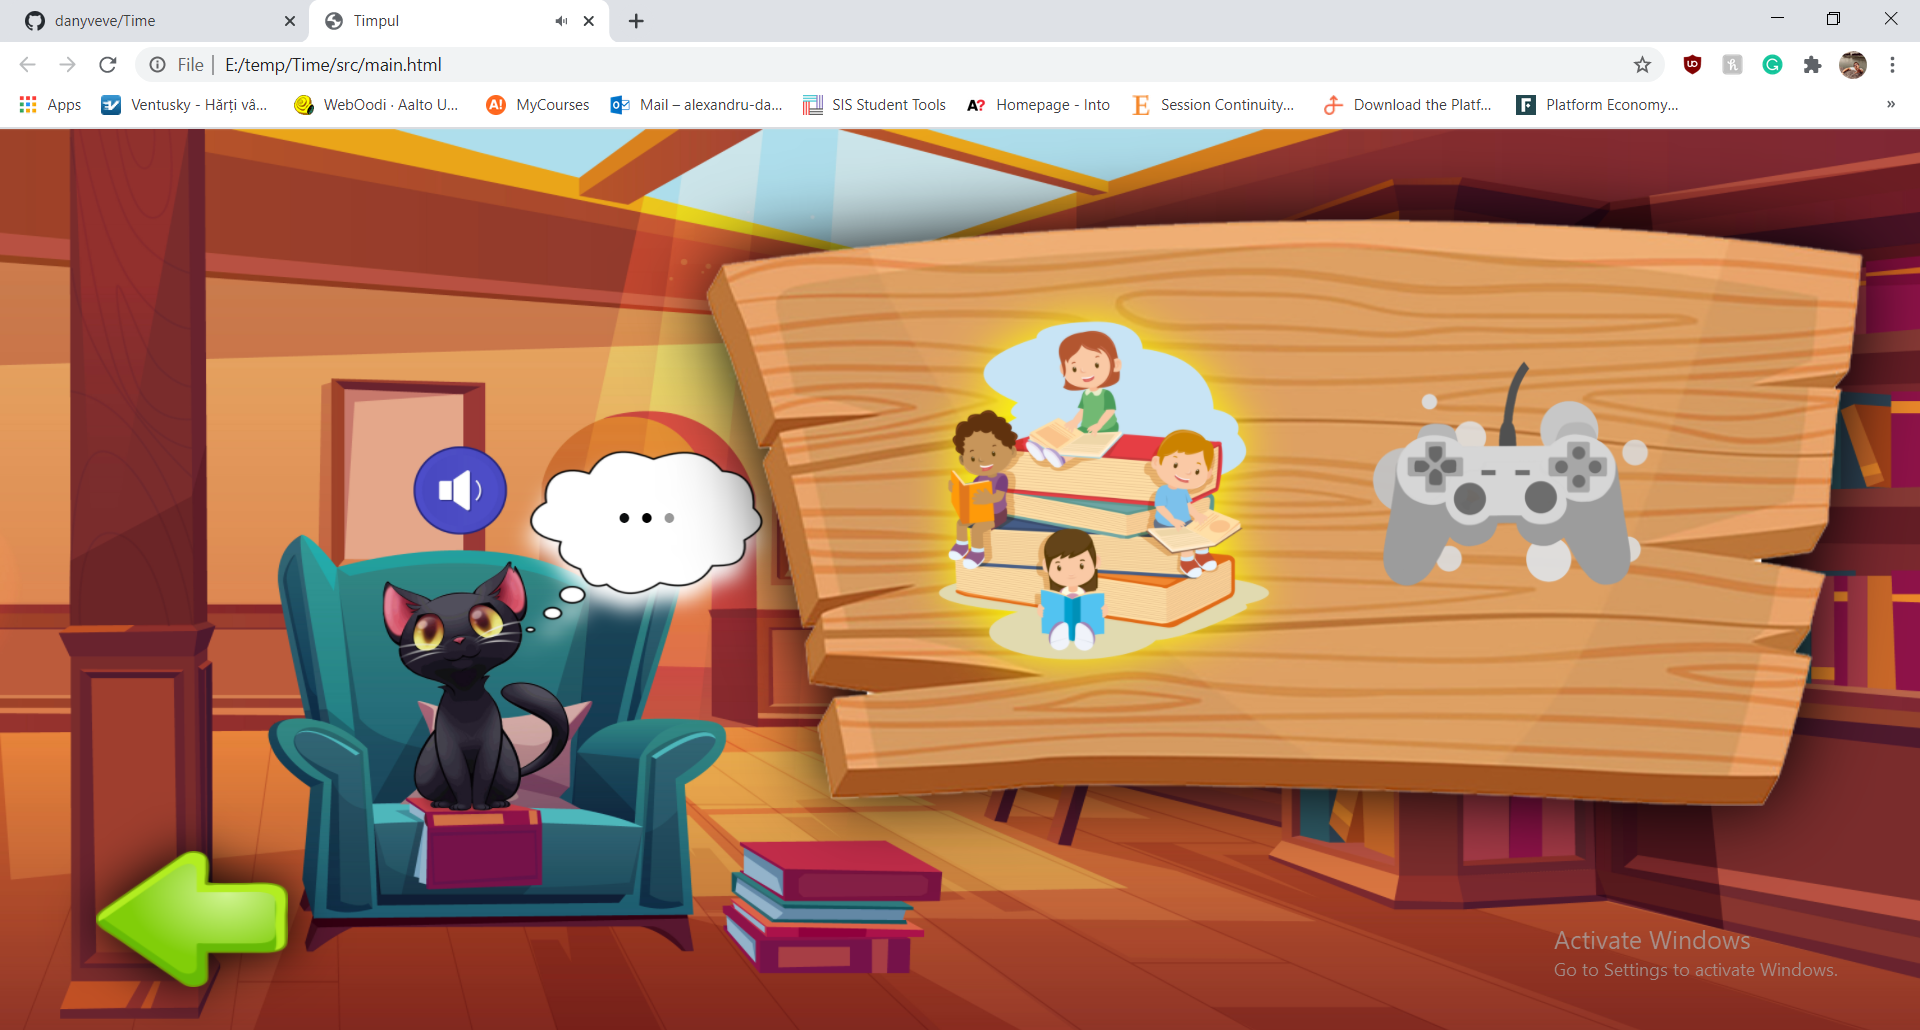 danyveve/Time
Timpul
File | E:/temp/Time/src/main.html
Apps
Ventusky - Hărți vâ...
WebOodi · Aalto U...
A! MyCourses
Mail – alexandru-da...
SIS Student Tools
A? Homepage - Into
E Session Continuity...
Download the Platf...
F Platform Economy...
»
Activate Windows
Go to Settings to activate Windows.